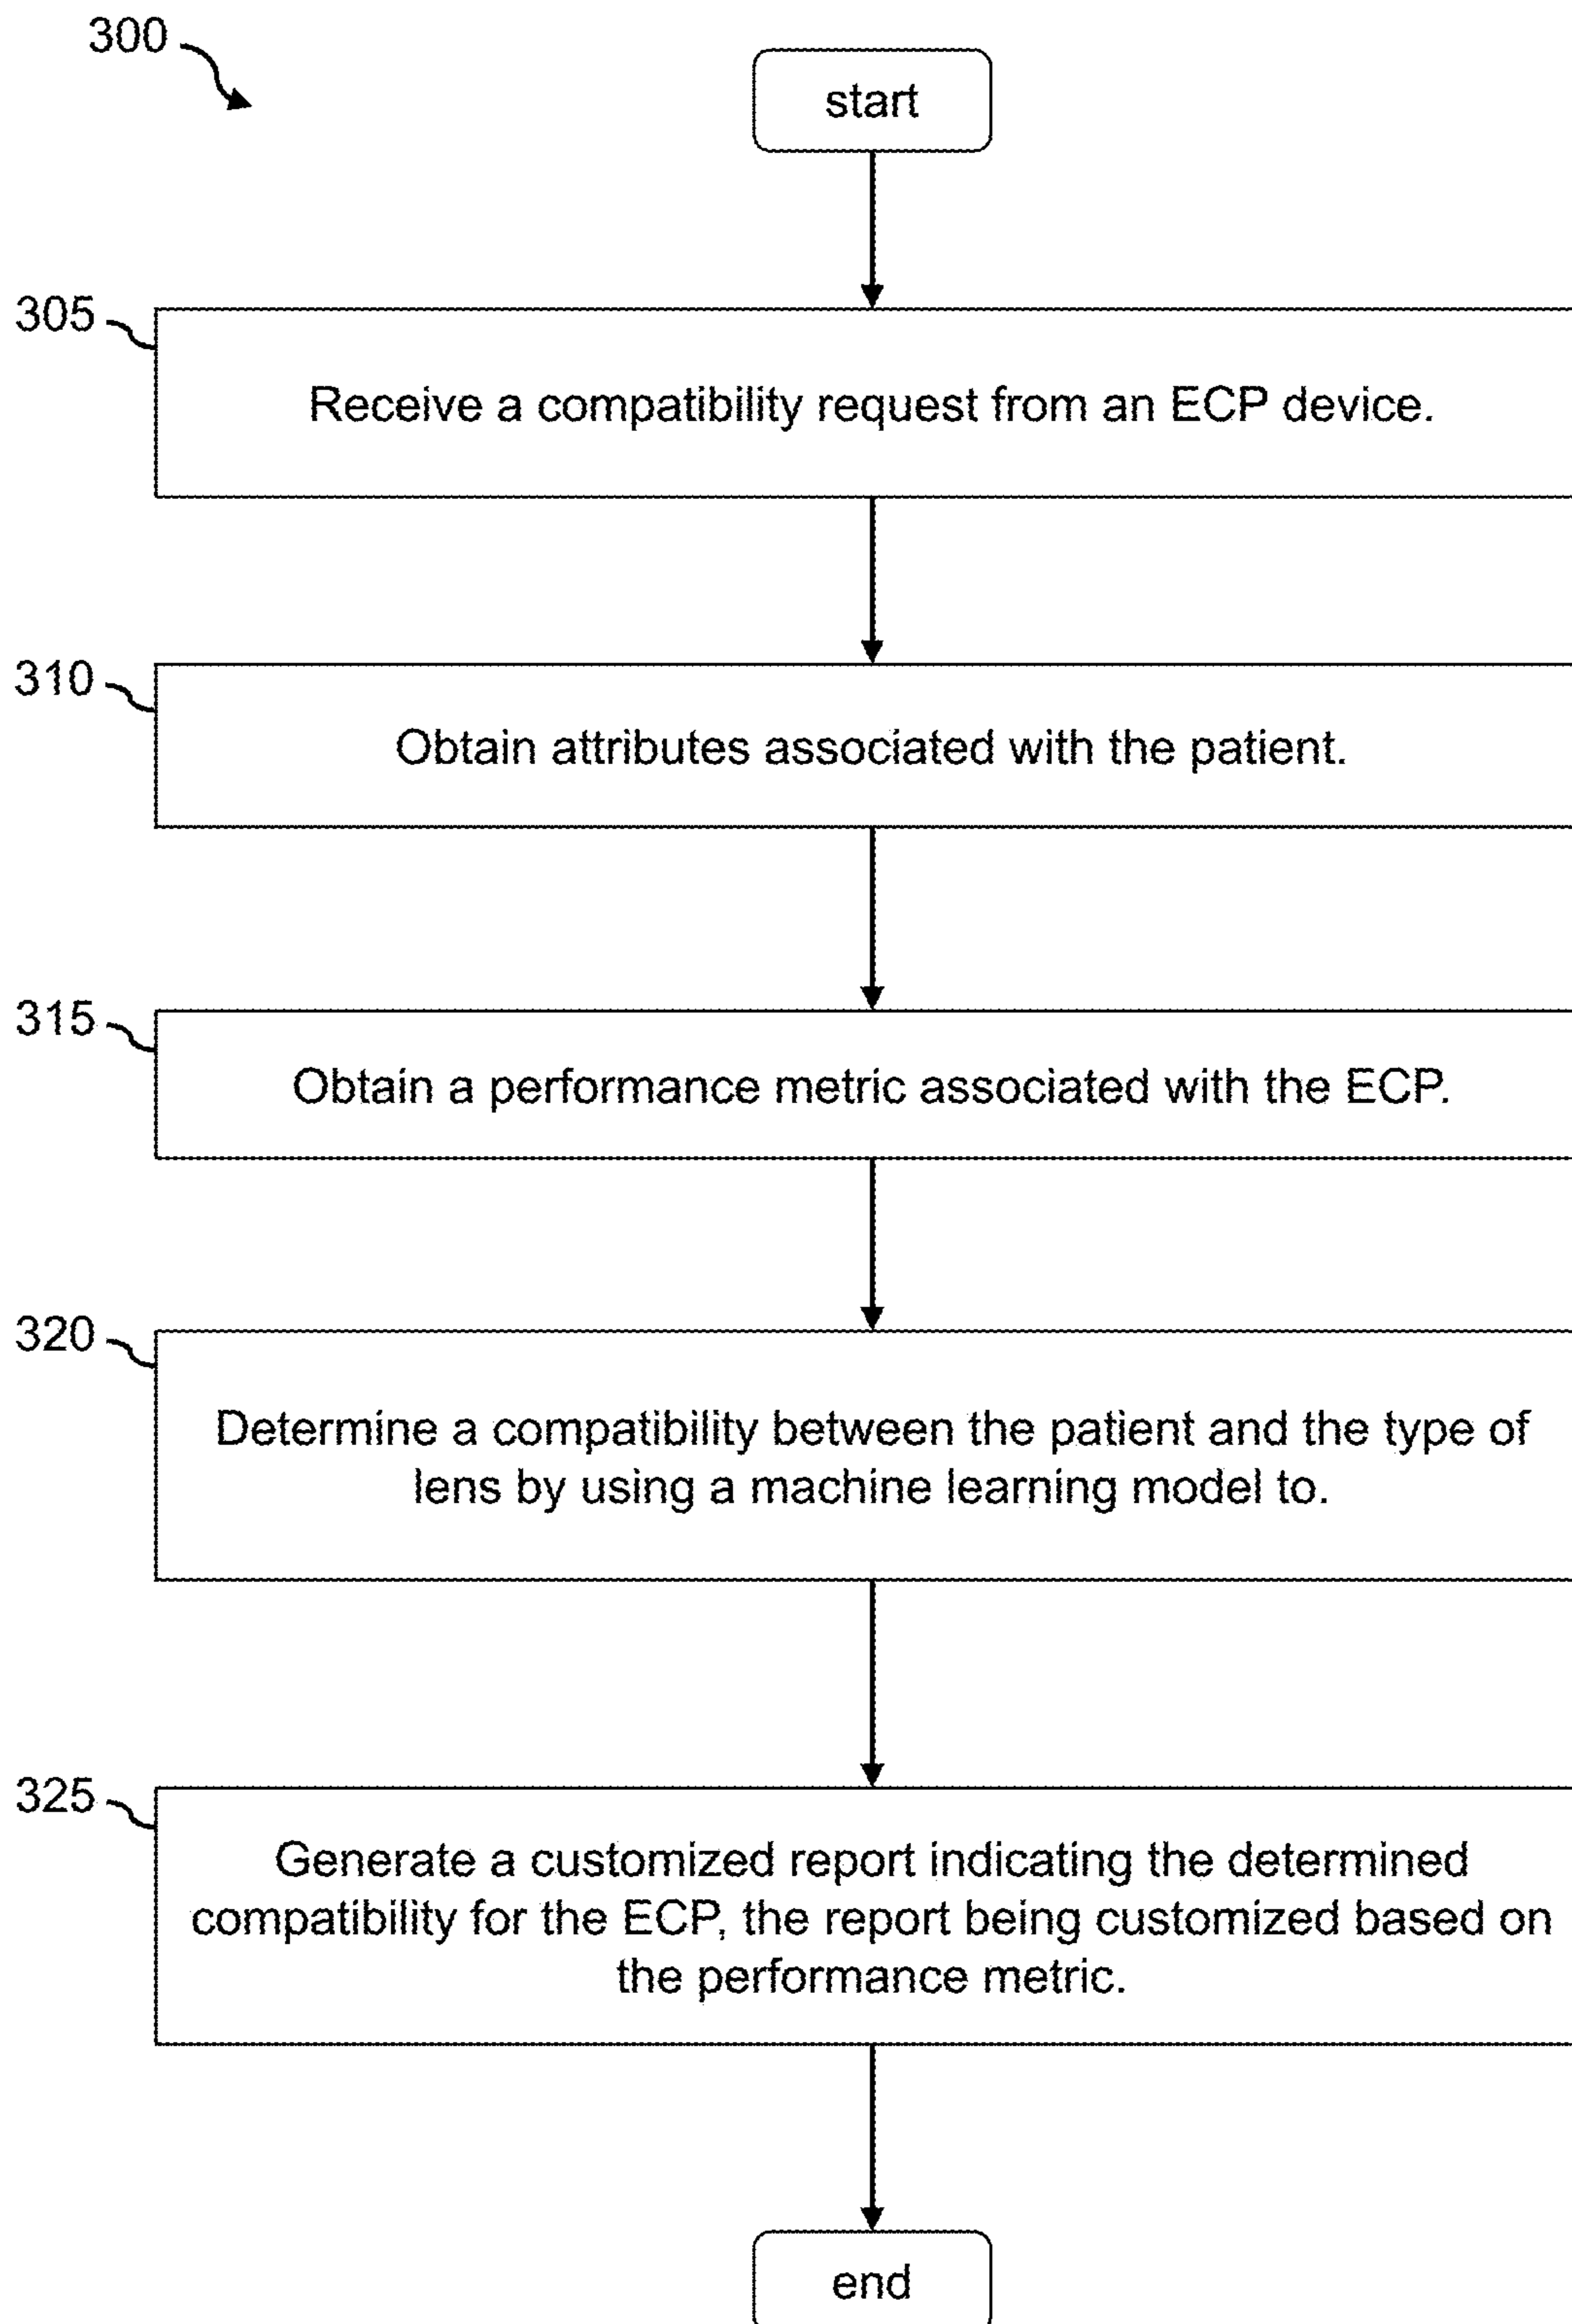 300
start
305
Receive a compatibility request from an ECP device.
310
Obtain attributes associated with the patient.
315
Obtain a performance metric associated with the ECP.
320
Determine a compatibility between the patient and the type of
lens by using a machine learning model to.
325
Generate a customized report indicating the determined
compatibility for the ECP, the report being customized based on
the performance metric.
end